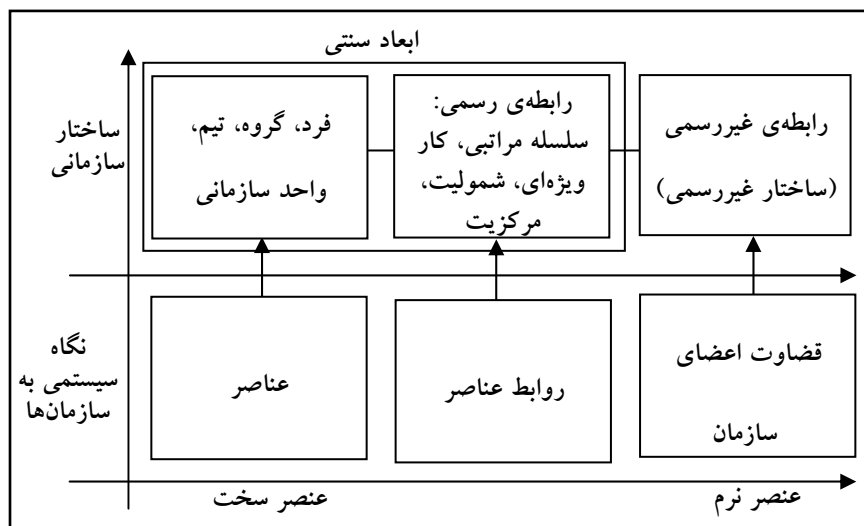 ابعاد سنتی
ساختار
سازمانی
رابطه‌ی غیررسمی
(ساختار غیررسمی)
رابطه‌ی رسمی:
سلسله مراتبی، کار
ویژه‌ای، شمولیت،
مرکزیت
فرد، گروه، تیم،
واحد سازمانی
نگاه
سیستمی به
سازمان‌ها
قضاوت اعضای
سازمان
روابط عناصر
عناصر
عنصر نرم
عنصر سخت